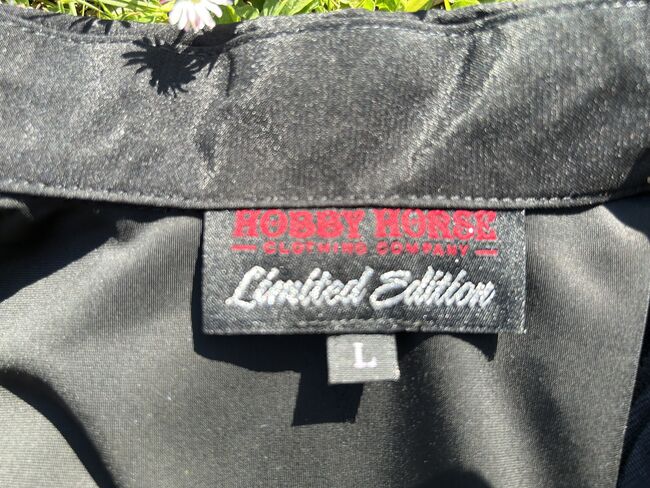 HOBBY HORSE
CLOTHING COMPANY
Limited Edition
L